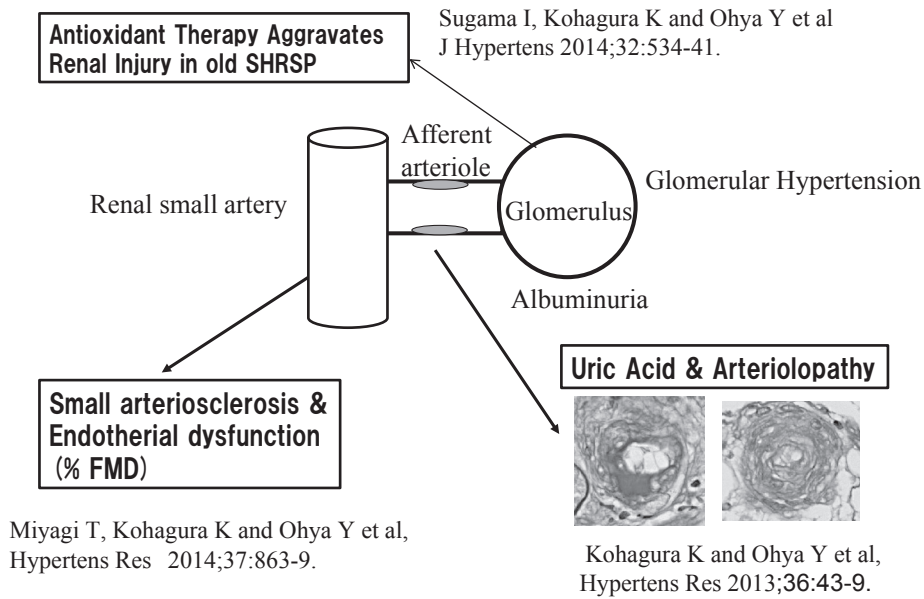 Antioxidant Therapy Aggravates
Renal Injury in old SHRSP
Sugama I, Kohagura K and Ohya Y et al
J Hypertens 2014;32:534-41.
Afferent
arteriole
Renal small artery
Glomerulus
Glomerular Hypertension
Albuminuria
Small arteriosclerosis &
Endotherial dysfunction
(% FMD)
Miyagi T, Kohagura K and Ohya Y et al,
Hypertens Res 2014;37:863-9.
Uric Acid & Arteriolopathy
Kohagura K and Ohya Y et al,
Hypertens Res 2013;36:43-9.